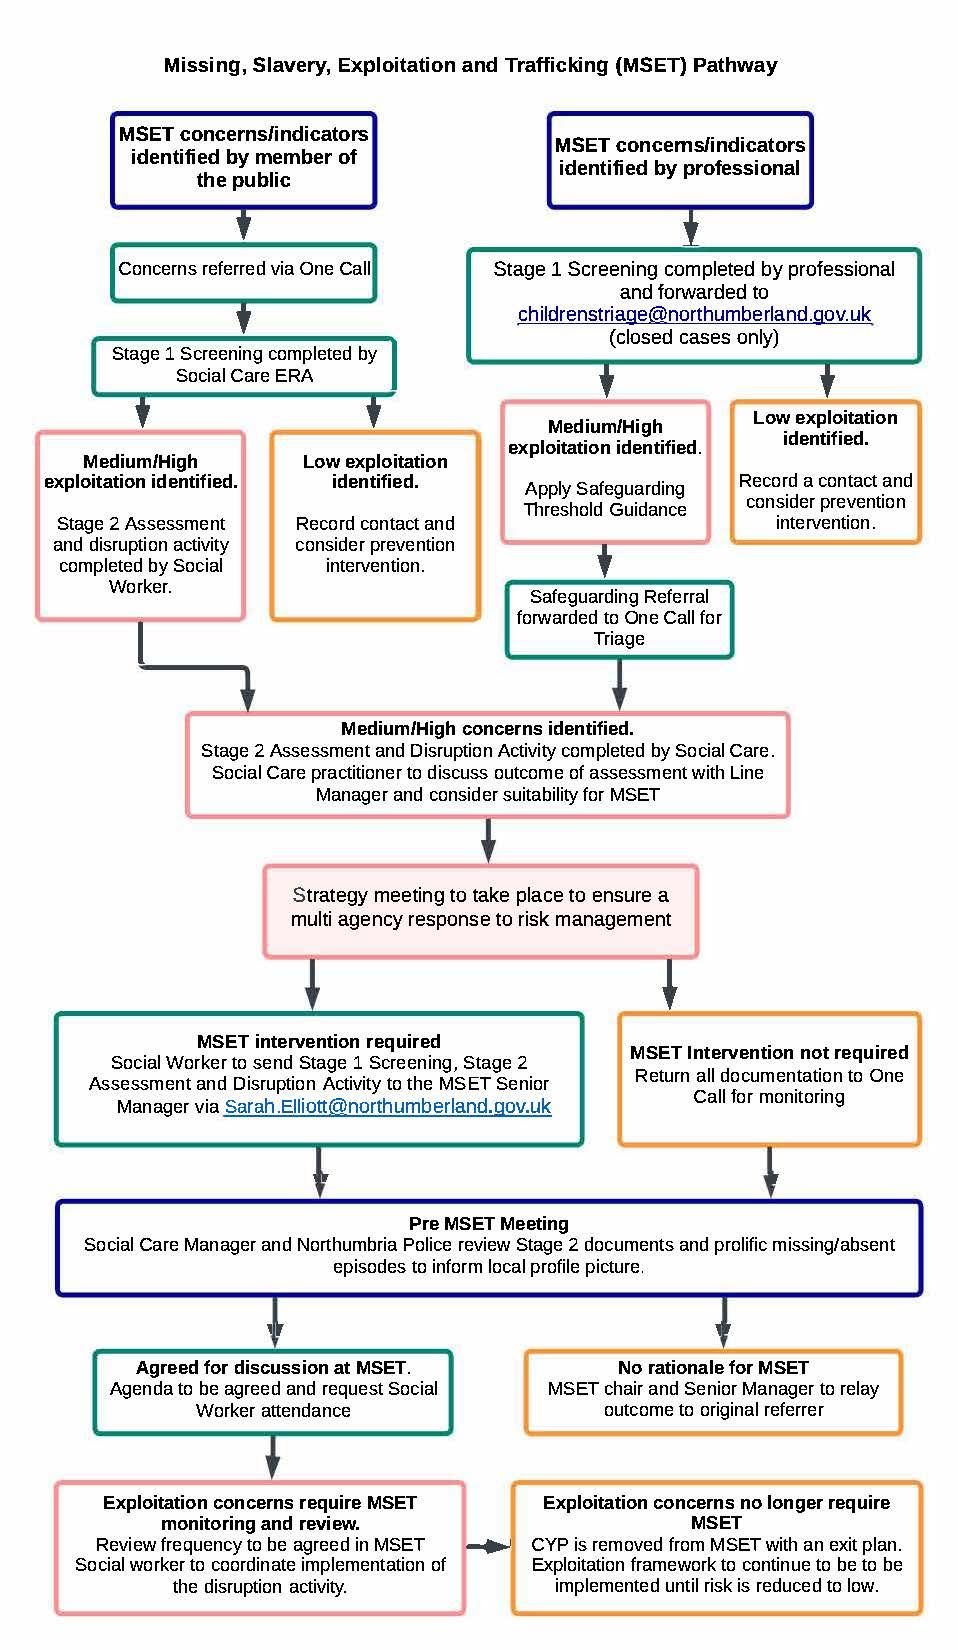 Missing, Slavery, Exploitation and Trafficking (MSET) Pathway
MSET concerns/indicators
identified by member of
the public
MSET concerns/indicators
identified by professional
Concerns referred via One Call
Stage 1 Screening completed by professional
and forwarded to
childrenstriage@northumberland.gov.uk
(closed cases only)
Stage 1 Screening completed by
Social Care ERA
Medium/High
exploitation identified.
Stage 2 Assessment
and disruption activity
completed by Social
Worker.
Low exploitation
identified.
Record contact and
consider prevention
intervention.
Medium/High
exploitation identified.
Apply Safeguarding
Threshold Guidance
Low exploitation
identified.
Record a contact and
consider prevention
intervention.
Safeguarding Referral
forwarded to One Call for
Triage
Medium/High concerns identified.
Stage 2 Assessment and Disruption Activity completed by Social Care.
Social Care practitioner to discuss outcome of assessment with Line
Manager and consider suitability for MSET
Strategy meeting to take place to ensure a
multi agency response to risk management
MSET intervention required
Social Worker to send Stage 1 Screening, Stage 2
Assessment and Disruption Activity to the MSET Senior
Manager via Sarah.Elliott@northumberland.gov.uk
MSET Intervention not required
Return all documentation to One
Call for monitoring
Pre MSET Meeting
Social Care Manager and Northumbria Police review Stage 2 documents and prolific missing/absent
episodes to inform local profile picture.
Agreed for discussion at MSET.
Agenda to be agreed and request Social
Worker attendance
No rationale for MSET
MSET chair and Senior Manager to relay
outcome to original referrer
Exploitation concerns require MSET
monitoring and review.
Review frequency to be agreed in MSET
Social worker to coordinate implementation of
the disruption activity.
Exploitation concerns no longer require
MSET
CYP is removed from MSET with an exit plan.
Exploitation framework to continue to be to be
implemented until risk is reduced to low.